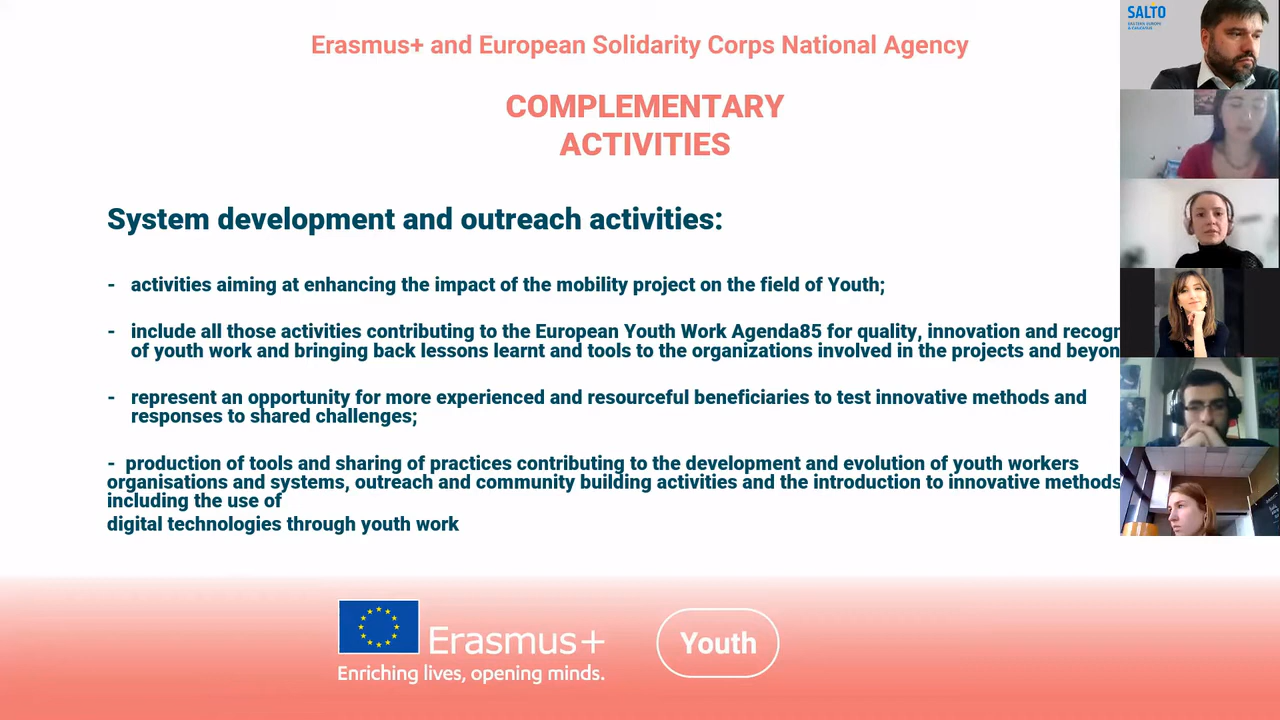 Erasmus+ and European Solidarity Corps National Agency
COMPLEMENTARY
ACTIVITIES
System development and outreach activities:
- activities aiming at enhancing the impact of the mobility project on the field of Youth;
- include all those activities contributing to the European Youth Work Agenda85 for quality, innovation and
of youth work and bringing back lessons learnt and tools to the organizations involved in the projects and
- represent an opportunity for more experienced and resourceful beneficiaries to test innovative methods and
responses to shared challenges;
- production of tools and sharing of practices contributing to the development and evolution of youth workers
organisations and systems, outreach and community building activities and the introduction to innovative methods
including the use of
digital technologies through youth work
Erasmus+
Enriching lives, opening minds.
Youth
SALTO
EASTERN EUROPE
& CAUCASUS